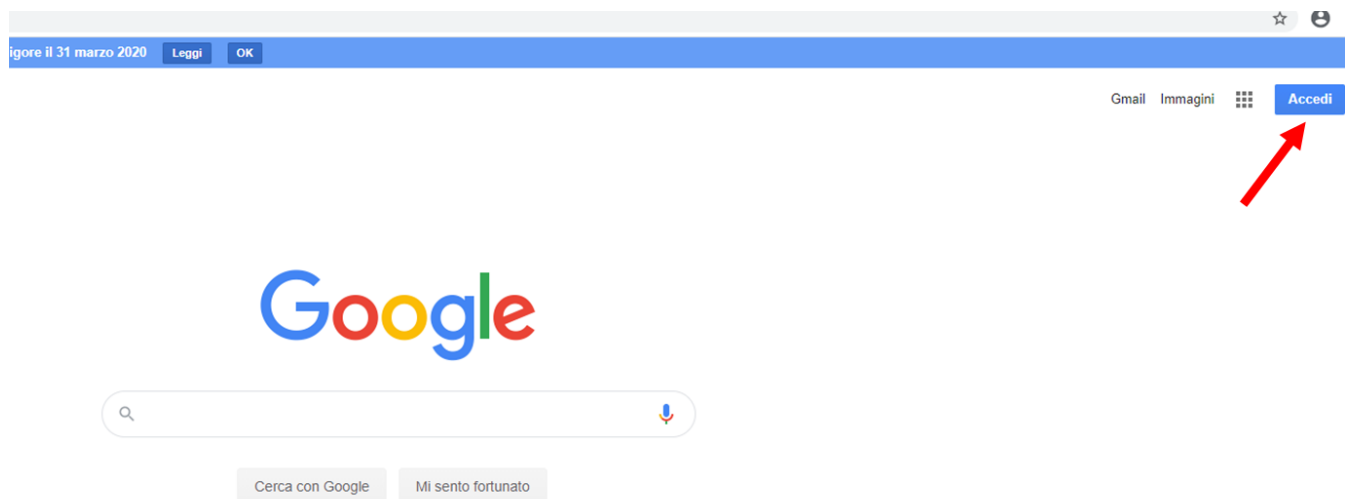 igore il 31 marzo 2020 Leggi OK
Gmail Immagini Accedi
Google
Cerca con Google Mi sento fortunato